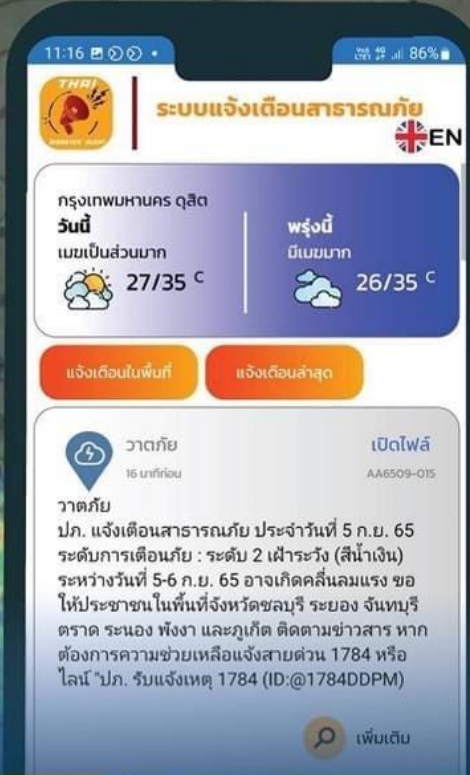 11:16
86%
THAI
ระบบแจ้งเตือนสาธารณภัย
EN
กรุงเทพมหานคร ดุสิต
วันนี้
พรุ่งนี้
เมฆเป็นส่วนมาก
มีเมฆมาก
27/35 C
26/35 C
แจ้งเตือนในพื้นที่
แจ้งเตือนล่าสุด
วาตภัย
เปิดไฟล์
16 นาทีก่อน
AA6509-015
วาตภัย
ปภ. แจ้งเตือนสาธารณภัย ประจำวันที่ 5 ก.ย. 65
ระดับการเตือนภัย : ระดับ 2 เฝ้าระวัง (สีน้ำเงิน)
ระหว่างวันที่ 5-6 ก.ย. 65 อาจเกิดคลื่นลมแรง ขอ
ให้ประชาชนในพื้นที่จังหวัดชลบุรี ระยอง จันทบุรี
ตราด ระนอง พังงา และภูเก็ต ติดตามข่าวสาร หาก
ต้องการความช่วยเหลือแจ้งสายด่วน 1784 หรือ
ไลน์ "ปภ. รับแจ้งเหตุ 1784 (ID:@1784DDPM)
เพิ่มเติม